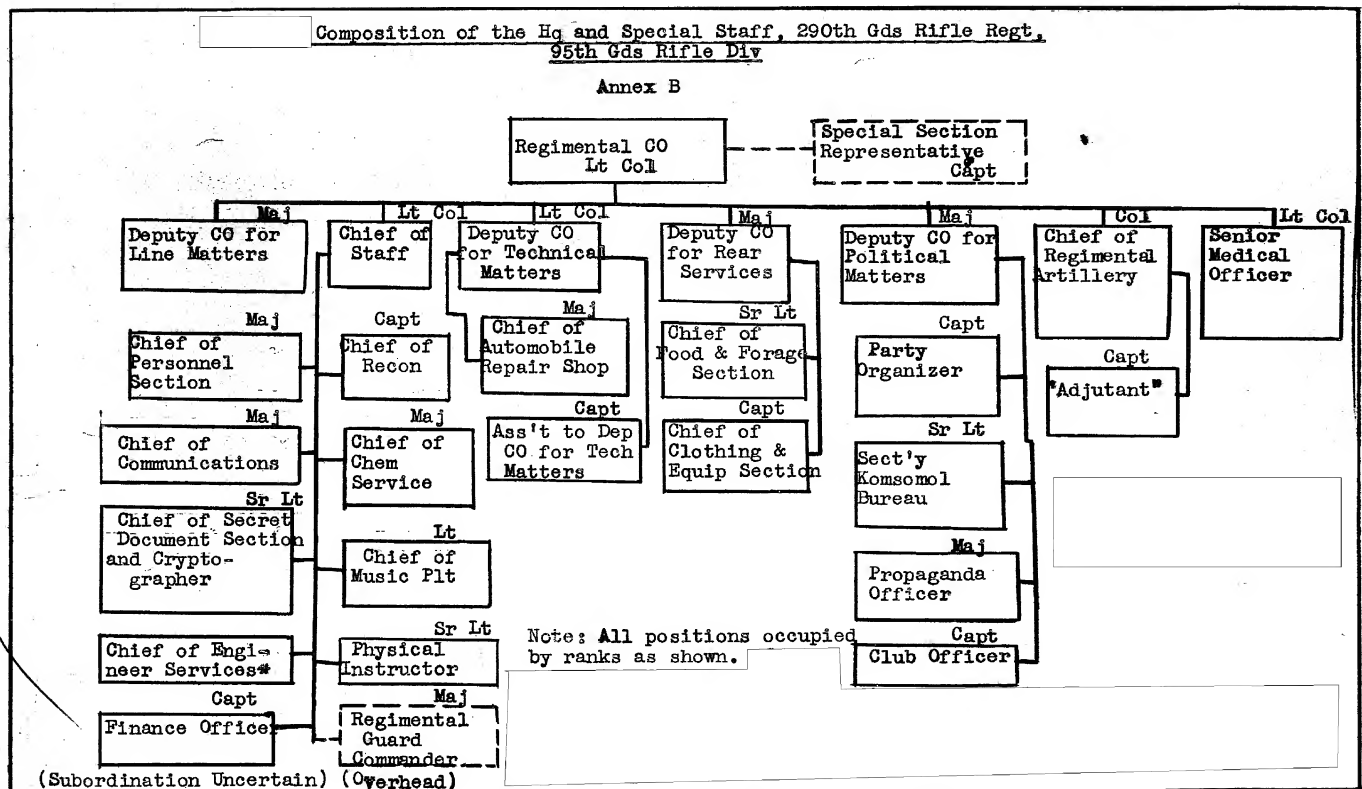 Composition of the Hq and Special Staff, 290th Gds Rifle Regt,
95th Gds Rifle Div
Annex B
Regimental CO
Lt Col
Special Section
Representative
Capt
Maj
Deputy CO for
Line Matters
Lt Col
Chief of
Staff
Lt Col
Deputy CO
for Technical
Matters
Maj
Deputy CO
for Rear
Services
Maj
Deputy CO for
Political
Matters
Col
Chief of
Regimental
Artillery
Lt Col
Senior
Medical
Officer
Maj
Chief of
Personnel
Section
Capt
Chief of
Recon
Maj
Chief of
Automobile
Repair Shop
Sr Lt
Chief of
Food & Forage
Section
Capt
Party
Organizer
Capt
"Adjutant"
Maj
Chief of
Communications
Maj
Chief of
Chem
Service
Capt
Ass't to Dep
CO for Tech
Matters
Capt
Chief of
Clothing &
Equip Section
Sr Lt
Sect'y
Komsomol
Bureau
Sr Lt
Chief of Secret
Document Section
and Crypto-
grapher
Lt
Chief of
Music Plt
Maj
Propaganda
Officer
Chief of Engi-
neer Services*
Sr Lt
Physical
Instructor
Note: All positions occupied
by ranks as shown.
Capt
Club Officer
Capt
Finance Officer
Maj
Regimental
Guard
Commander
(Subordination Uncertain) (Overhead)